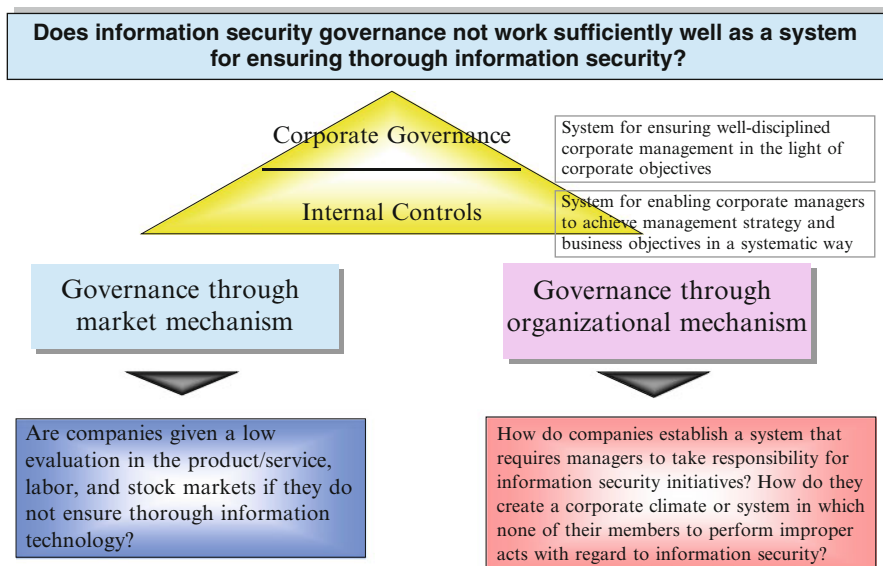 Does information security governance not work sufficiently well as a system
for ensuring thorough information security?
Corporate Governance
System for ensuring well-disciplined
corporate management in the light of
corporate objectives
Internal Controls
System for enabling corporate managers
to achieve management strategy and
business objectives in a systematic way
Governance through
market mechanism
Governance through
organizational mechanism
Are companies given a low
evaluation in the product/service,
labor, and stock markets if they do
not ensure thorough information
technology?
How do companies establish a system that
requires managers to take responsibility for
information security initiatives? How do they
create a corporate climate or system in which
none of their members to perform improper
acts with regard to information security?